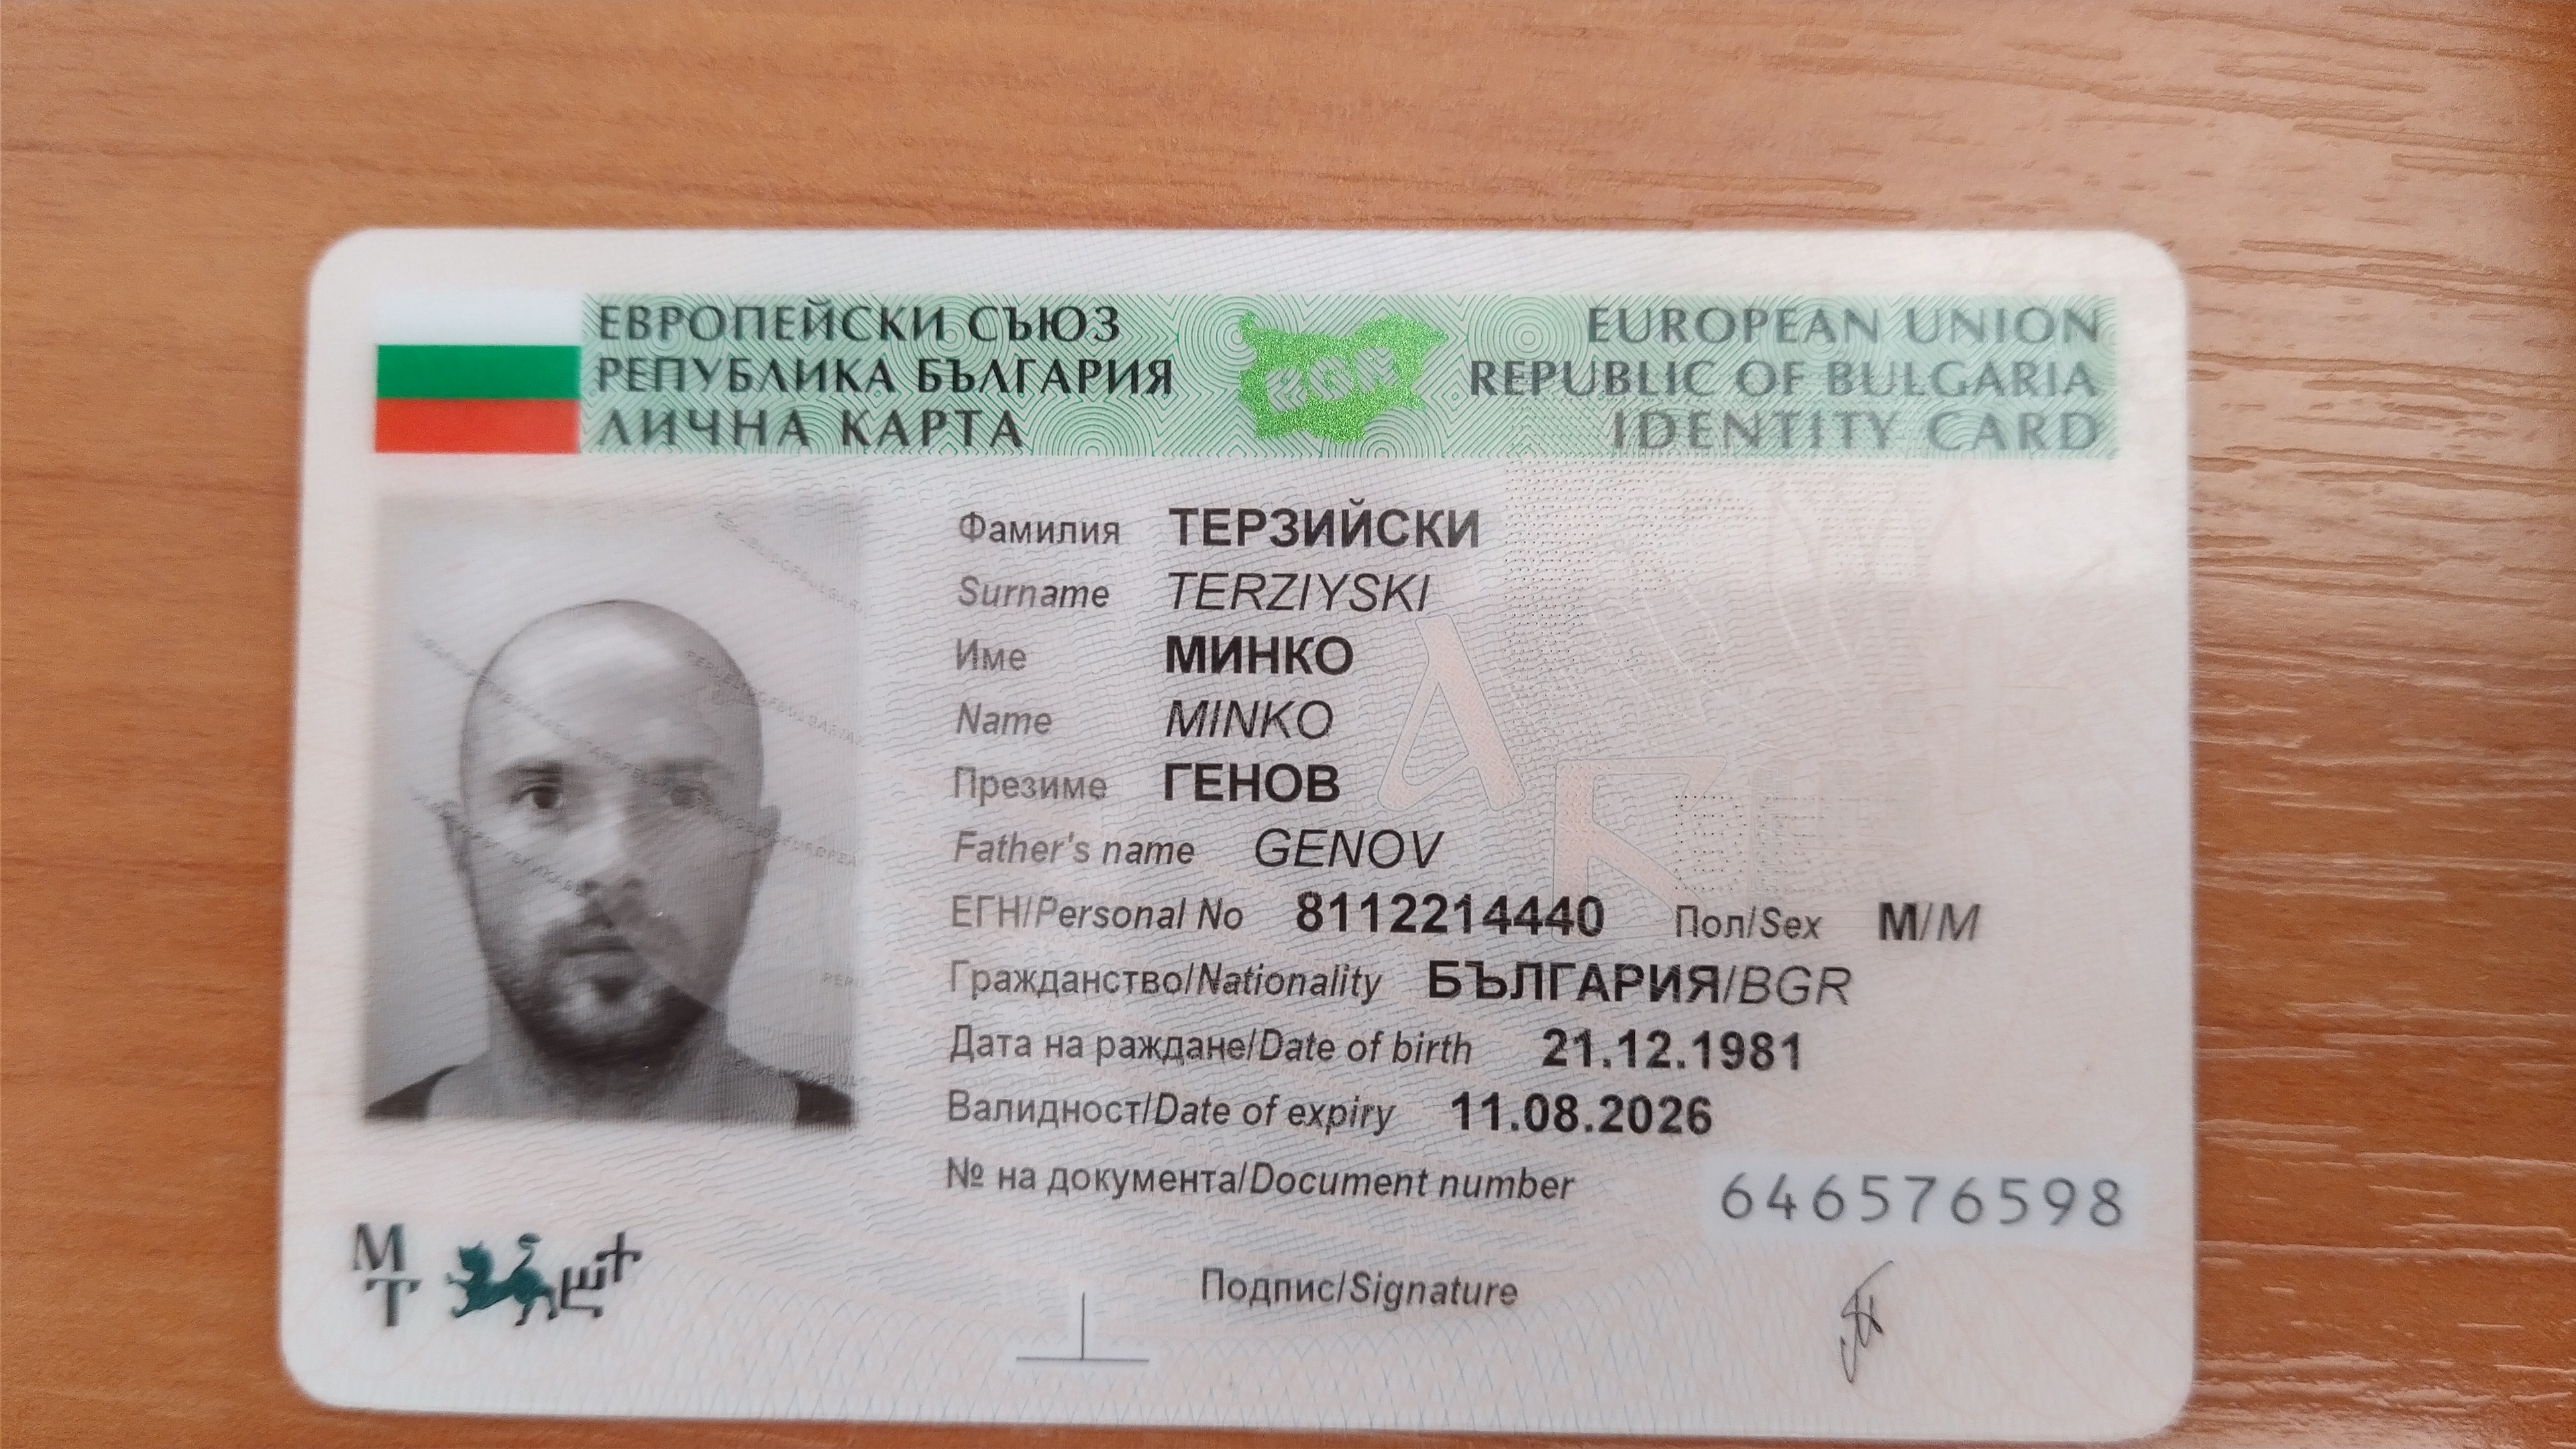 ЕВРОПЕЙСКИ СЪЮЗ EUROPEAN UNION
РЕПУБЛИКА БЪЛГАРИЯ REPUBLIC OF BULGARIA
ЛИЧНА КАРТА IDENTITY CARD
Фамилия ТЕРЗИЙСКИ
Surname TERZIYSKI
Име МИНКО
Name MINKO
Презиме ГЕНОВ
Father's name GENOV
ЕГН/Personal No 8112214440 Пол/Sex М/M
Гражданство/Nationality БЪЛГАРИЯ/BGR
Дата на раждане/Date of birth 21.12.1981
Валидност/Date of expiry 11.08.2026
№ на документа/Document number 646576598
Подпис/Signature